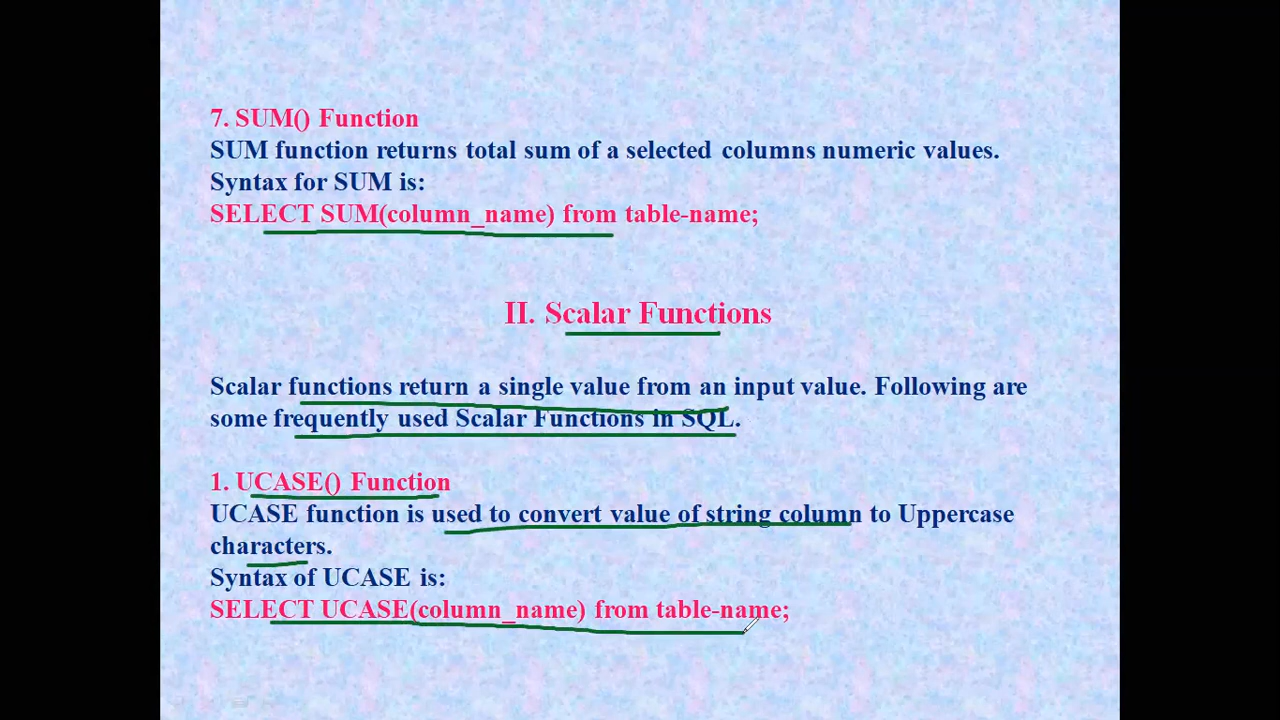 7. SUM() Function
SUM function returns total sum of a selected columns numeric values.
Syntax for SUM is:
SELECT SUM(column_name) from table-name;
II. Scalar Functions
Scalar functions return a single value from an input value. Following are
some frequently used Scalar Functions in SQL.
1. UCASE() Function
UCASE function is used to convert value of string column to Uppercase
characters.
Syntax of UCASE is:
SELECT UCASE(column_name) from table-name;